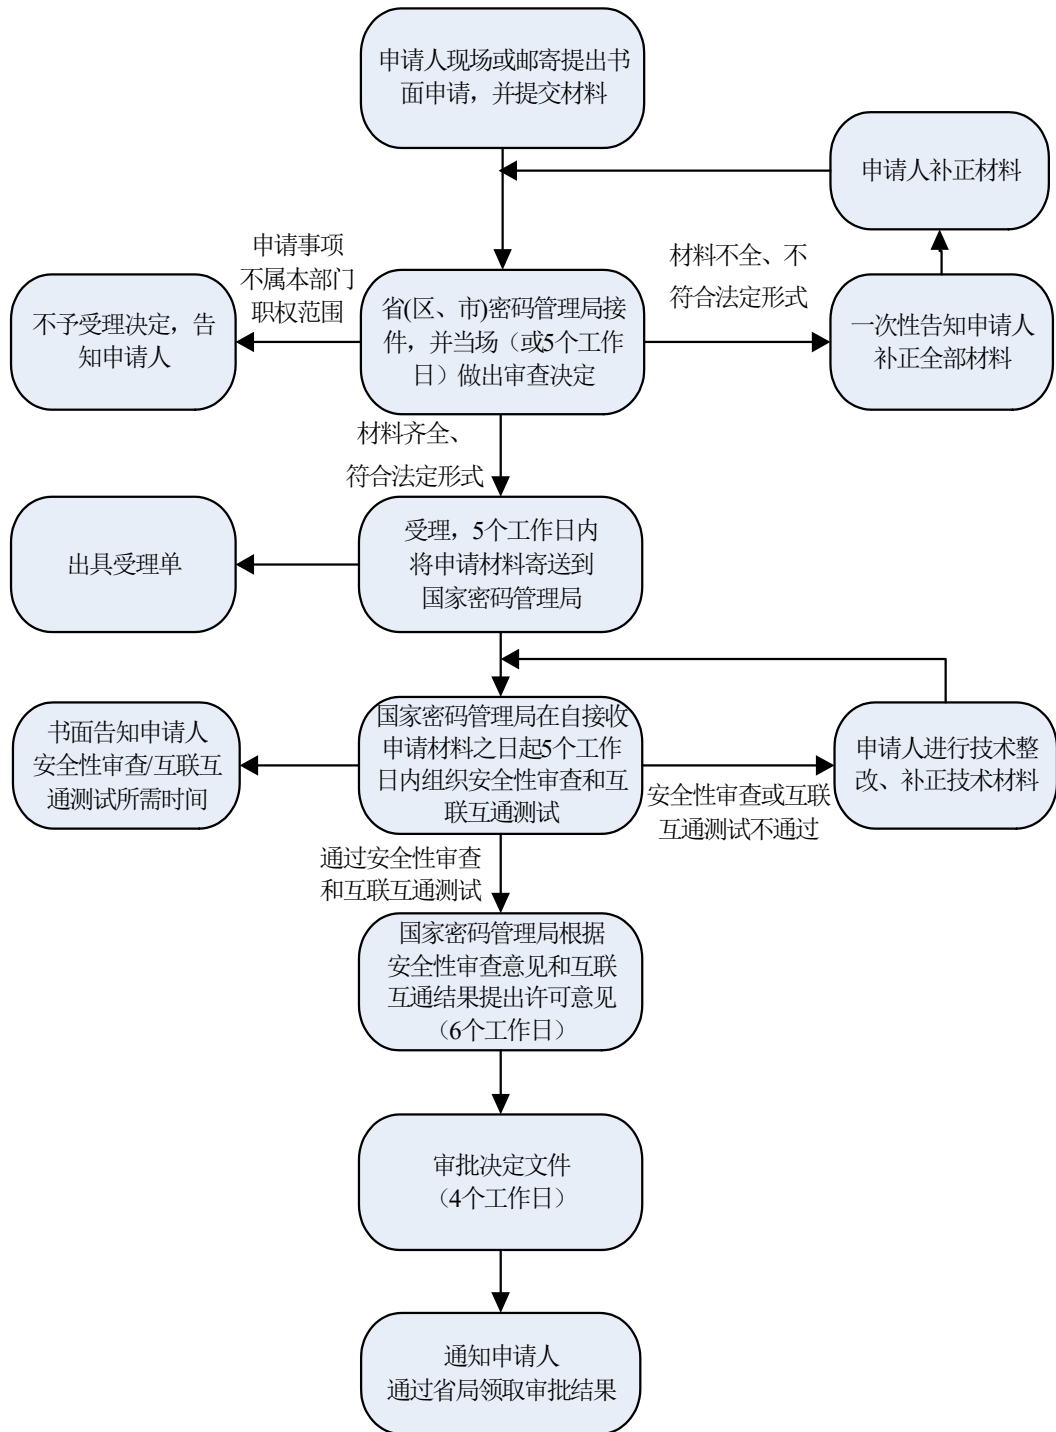 申请人现场或邮寄提出书
面申请，并提交材料
申请人补正材料
申请事项
不属本部门
职权范围
材料不全、不
符合法定形式
不予受理决定，告
知申请人
省(区、市)密码管理局接
件，并当场（或5个工作
日）做出审查决定
一次性告知申请人
补正全部材料
材料齐全、
符合法定形式
出具受理单
受理，5个工作日内
将申请材料寄送到
国家密码管理局
书面告知申请人
安全性审查/互联互
通测试所需时间
国家密码管理局在自接收
申请材料之日起5个工作
日内组织安全性审查和互
联互通测试
申请人进行技术整
改、补正技术材料
安全性审查或互联
互通测试不通过
通过安全性审查
和互联互通测试
国家密码管理局根据
安全性审查意见和互联
互通结果提出许可意见
（6个工作日）
审批决定文件
（4个工作日）
通知申请人
通过省局领取审批结果